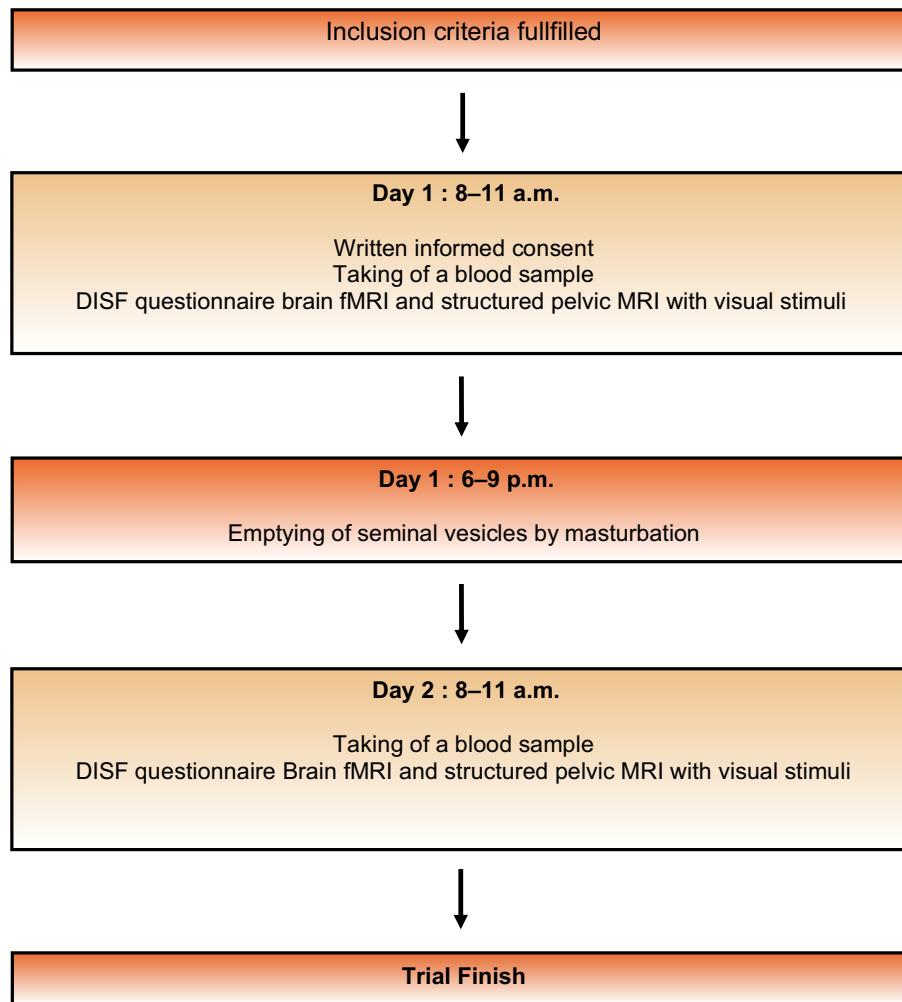 Inclusion criteria fullfilled
Day 1 : 8–11 a.m.
Written informed consent
Taking of a blood sample
DISF questionnaire brain fMRI and structured pelvic MRI with visual stimuli
Day 1 : 6–9 p.m.
Emptying of seminal vesicles by masturbation
Day 2 : 8–11 a.m.
Taking of a blood sample
DISF questionnaire Brain fMRI and structured pelvic MRI with visual stimuli
Trial Finish